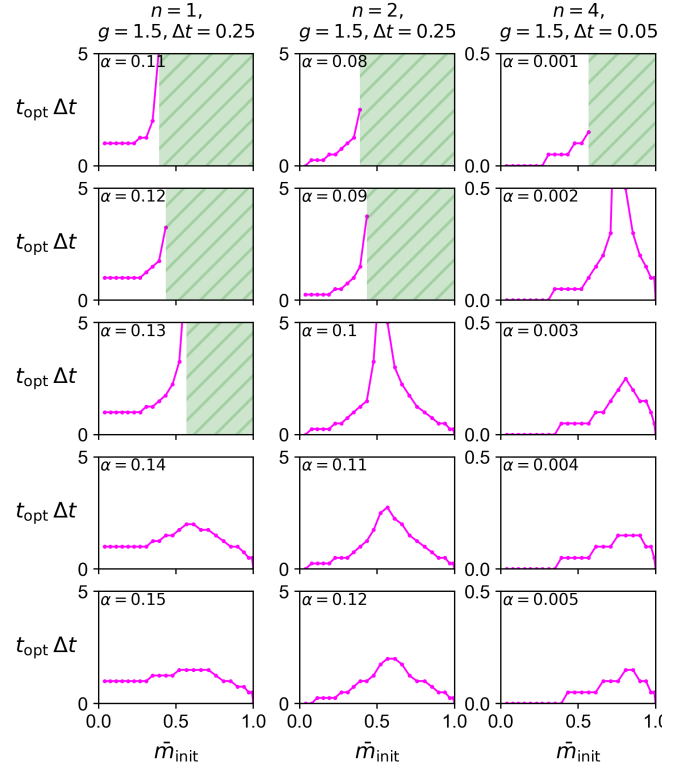 n = 1,
g = 1.5, Δt = 0.25
n = 2,
g = 1.5, Δt = 0.25
n = 4,
g = 1.5, Δt = 0.05
t_opt Δt
5
0
α = 0.11
5
0
α = 0.08
0.5
0.0
α = 0.001
t_opt Δt
5
0
α = 0.12
5
0
α = 0.09
0.5
0.0
α = 0.002
t_opt Δt
5
0
α = 0.13
5
0
α = 0.1
0.5
0.0
α = 0.003
t_opt Δt
5
0
α = 0.14
5
0
α = 0.11
0.5
0.0
α = 0.004
t_opt Δt
5
0
α = 0.15
5
0
α = 0.12
0.5
0.0
α = 0.005
0.0 0.5 1.0
0.0 0.5 1.0
0.0 0.5 1.0
m̄_init
m̄_init
m̄_init